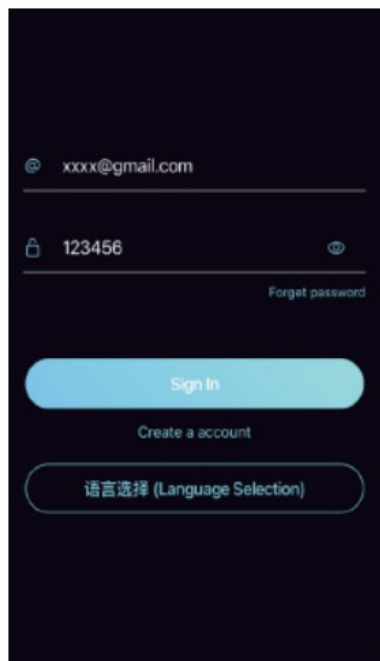 @ xxxx@gmail.com
123456
Forget password
Sign In
Create a account
语言选择 (Language Selection)